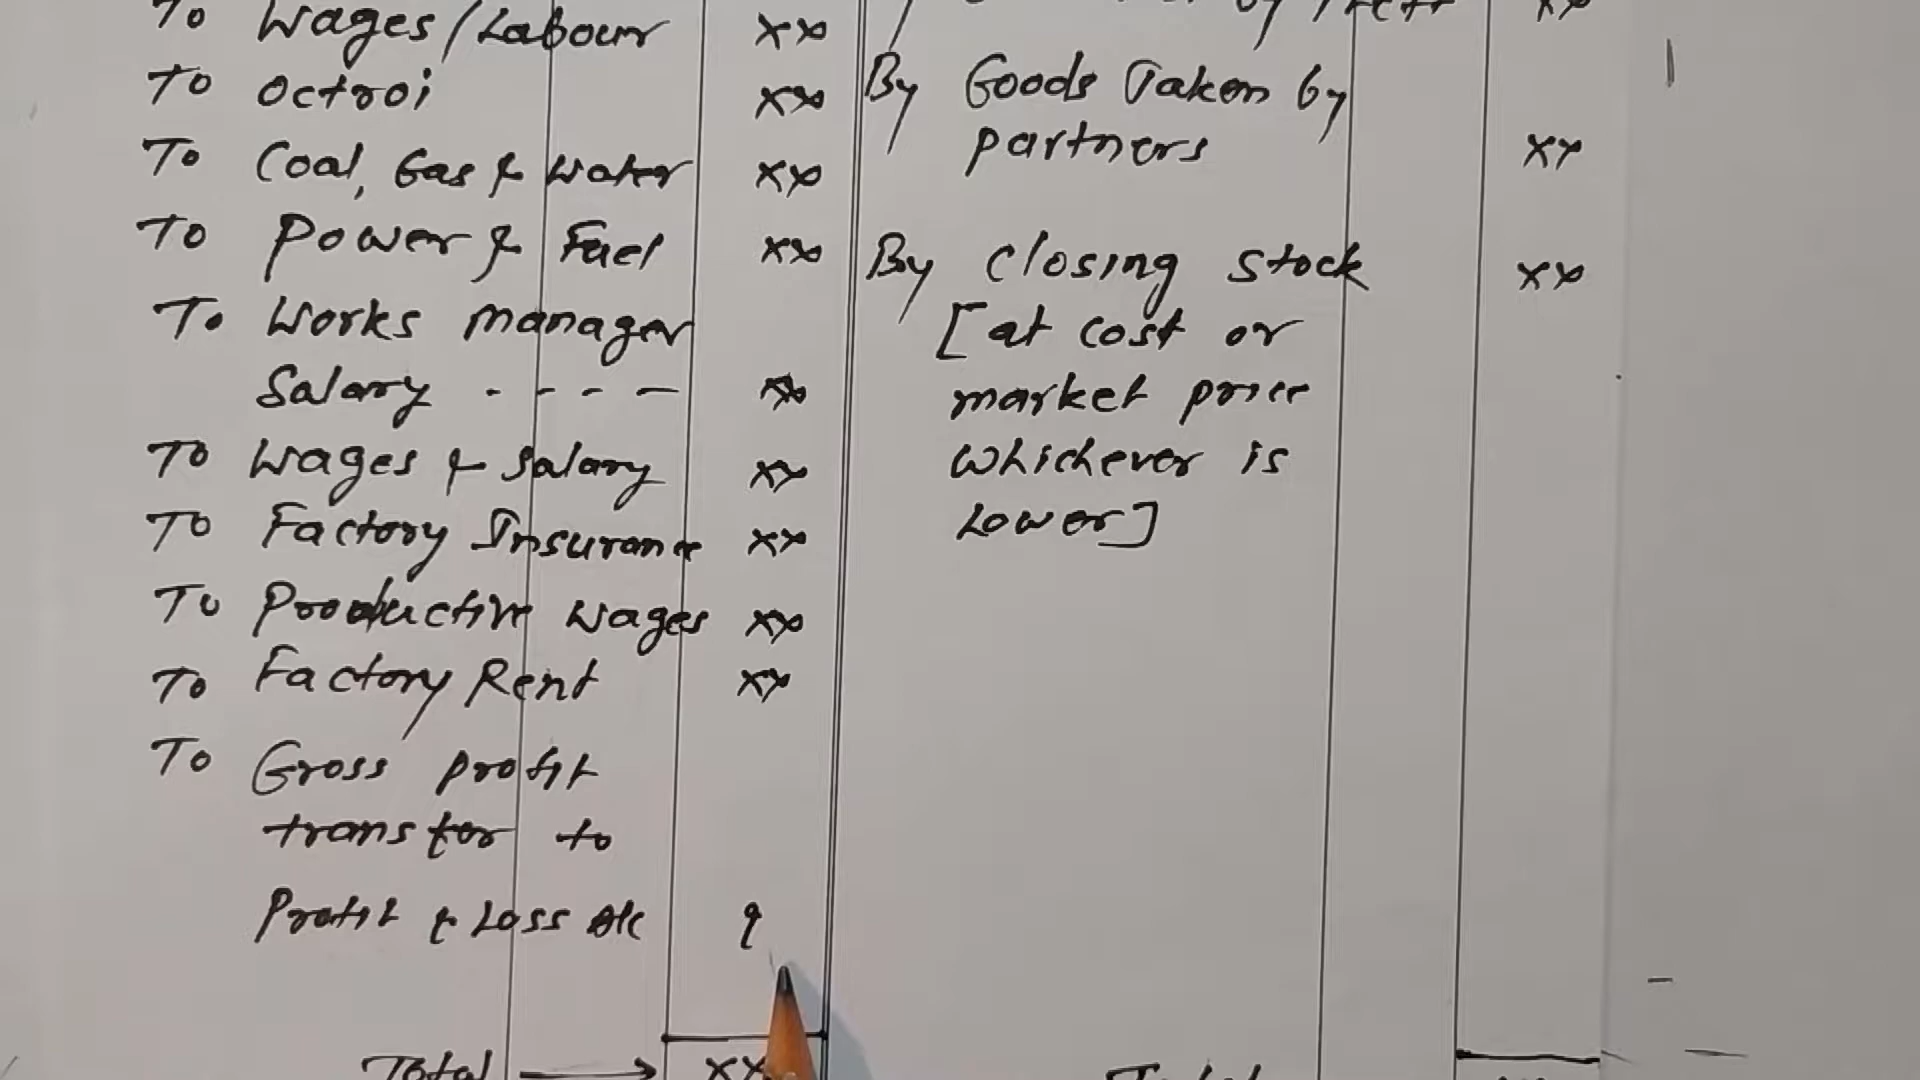 To Wages/Labour xx
To Octroi xx
To Coal, Gas & Water xx
To Power & Fuel xx
To Works manager
Salary - - - - xx
To Wages & Salary xx
To Factory Insurance xx
To Productive Wages xx
To Factory Rent xx
To Gross profit
transfer to
Profit & Loss A/c ?
Total → xx
by xx
By Goods Taken by
partners xx
By Closing Stock xx
[at cost or
market price
whichever is
Lower]
Total